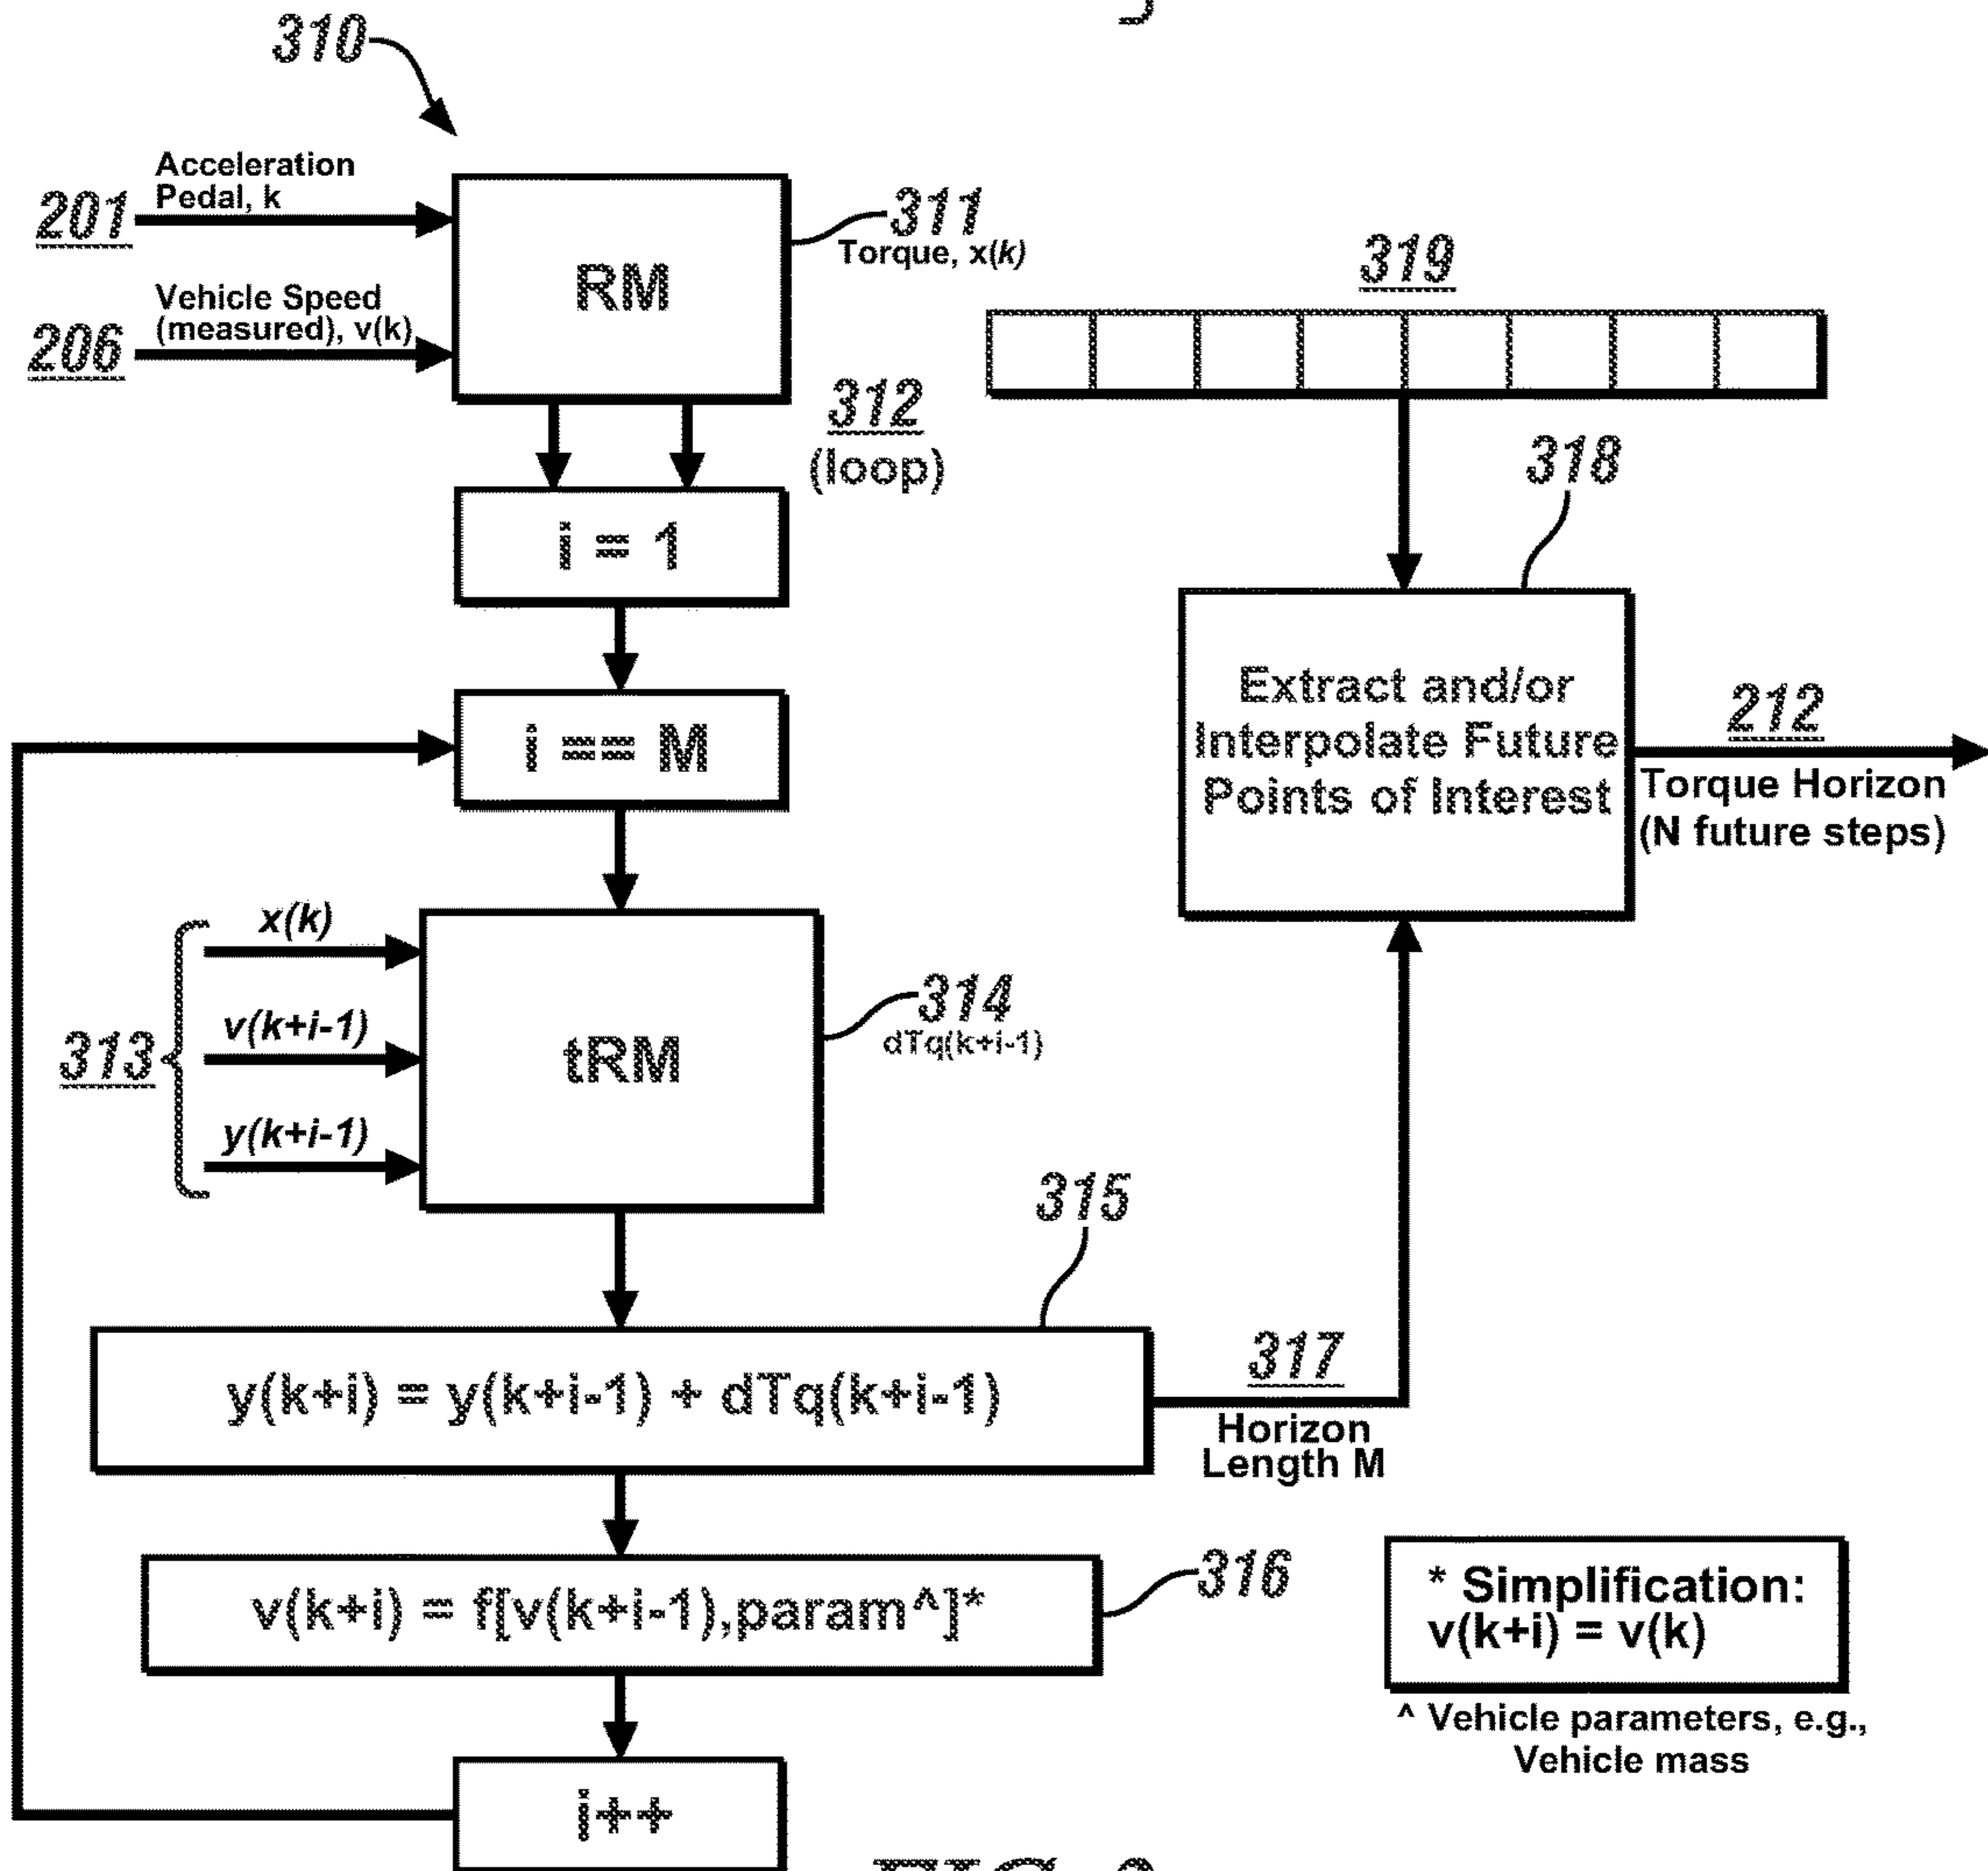 310
Acceleration
Pedal, k
201
Vehicle Speed
(measured), v(k)
206
RM
311
Torque, x(k)
312
(loop)
319
i = 1
318
i == M
Extract and/or
Interpolate Future
Points of Interest
212
Torque Horizon
(N future steps)
x(k)
v(k+i-1)
y(k+i-1)
313
tRM
314
dTq(k+i-1)
315
y(k+i) = y(k+i-1) + dTq(k+i-1)
317
Horizon
Length M
v(k+i) = f[v(k+i-1),param^]*
316
* Simplification:
v(k+i) = v(k)
^ Vehicle parameters, e.g.,
Vehicle mass
i++